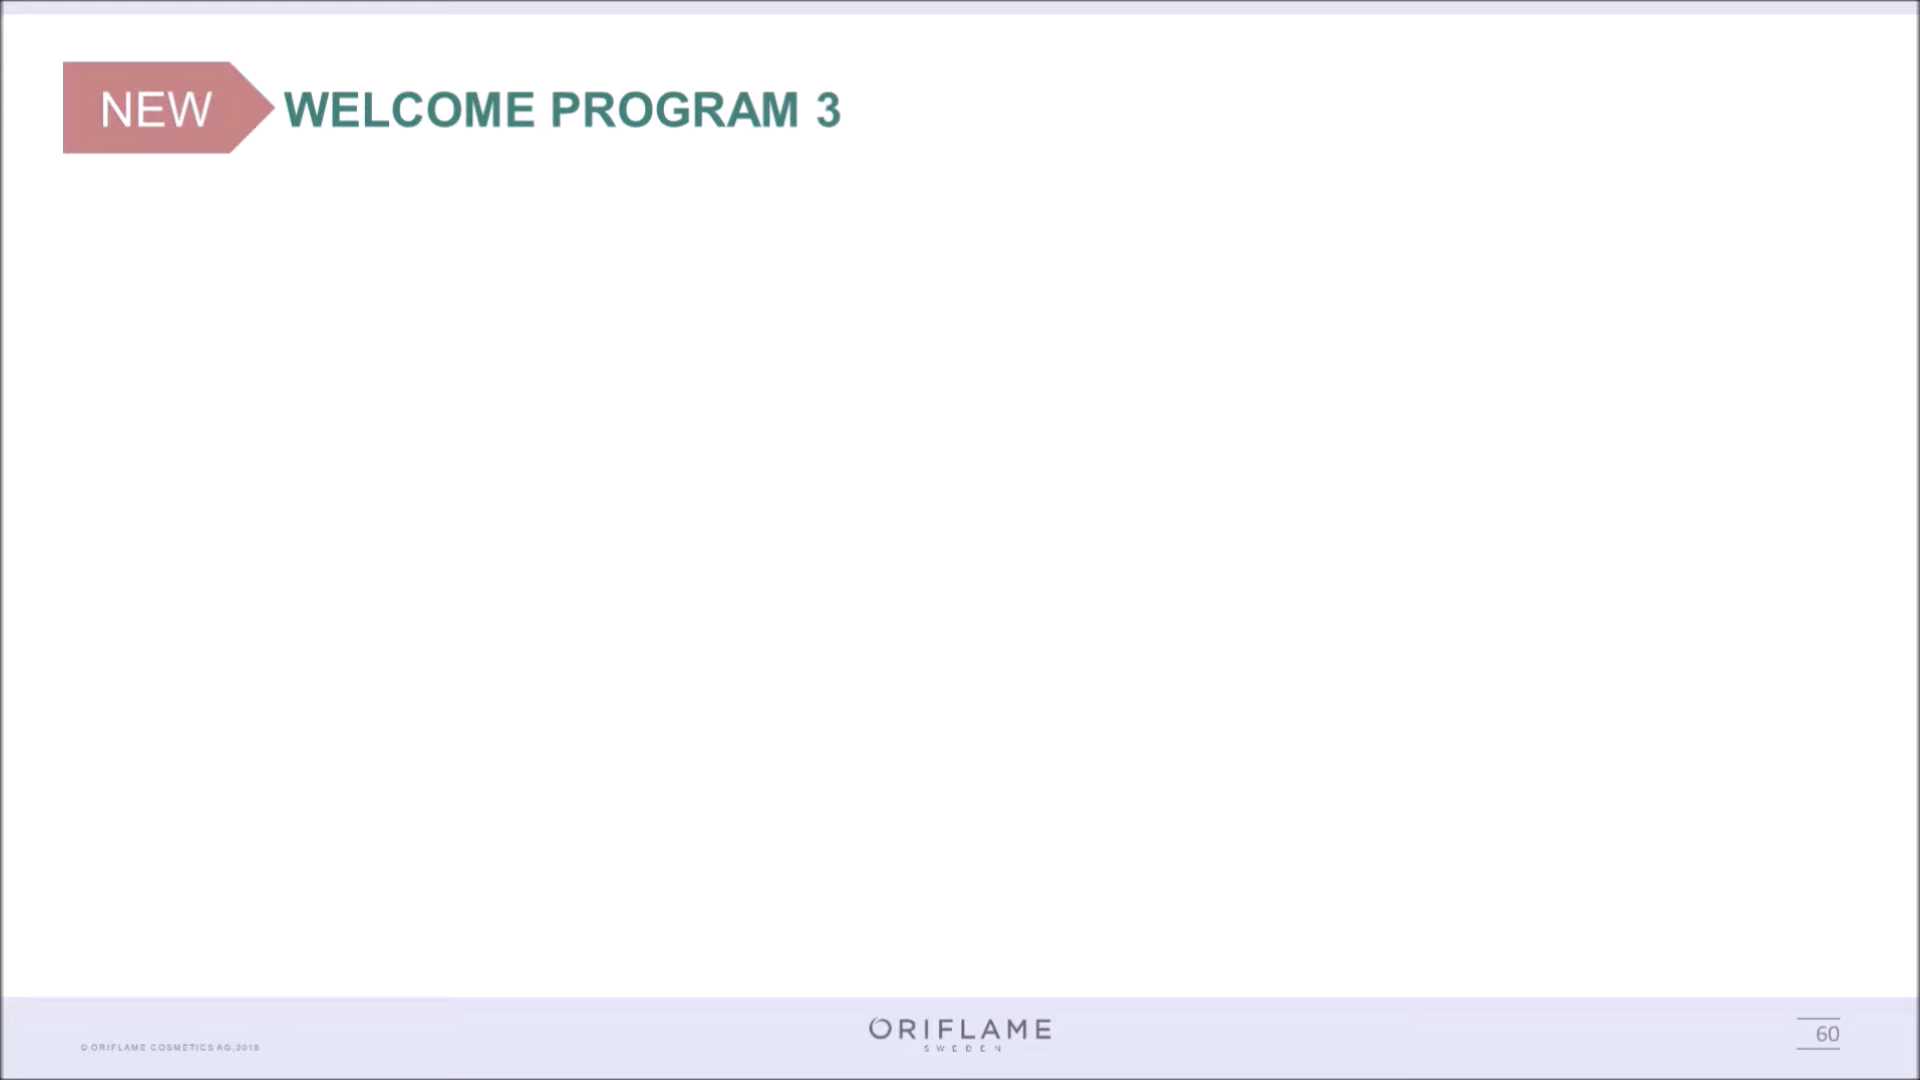 NEW WELCOME PROGRAM 3
© ORIFLAME COSMETICS AG, 2018
ORIFLAME
SWEDEN
60